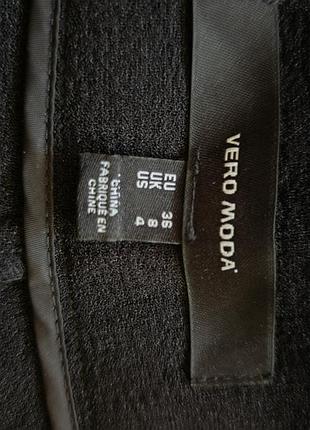 VERO MODA
EU 36
UK 8
US 4
CHINA
FABRIQUÉ EN
CHINE